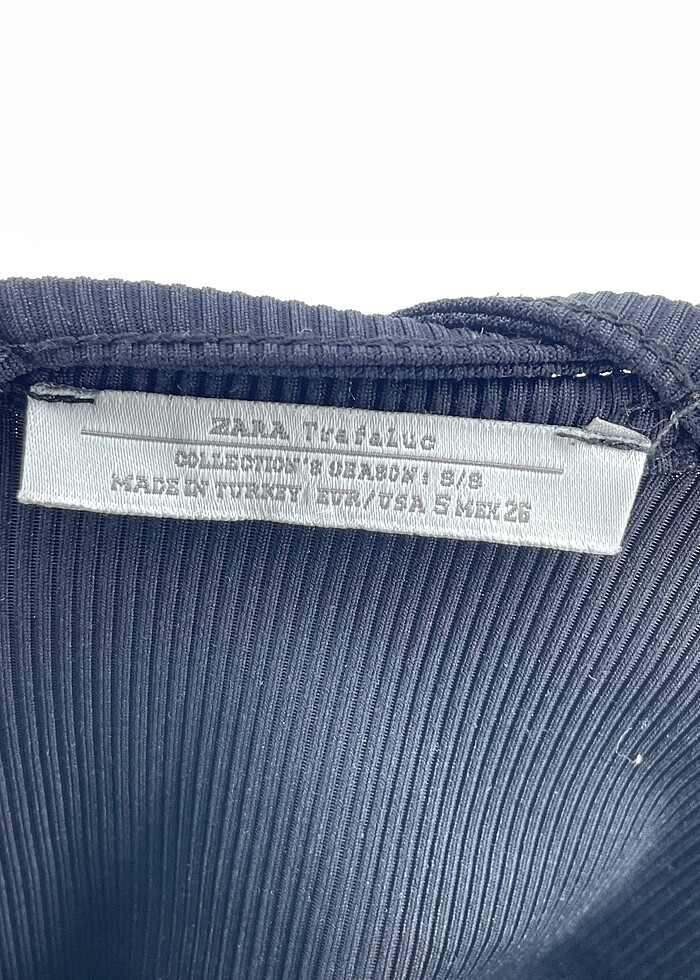 ZARA Trafaluc
COLLECTION'S SEASON: S/S
MADE IN TURKEY EUR/USA S MEX 26